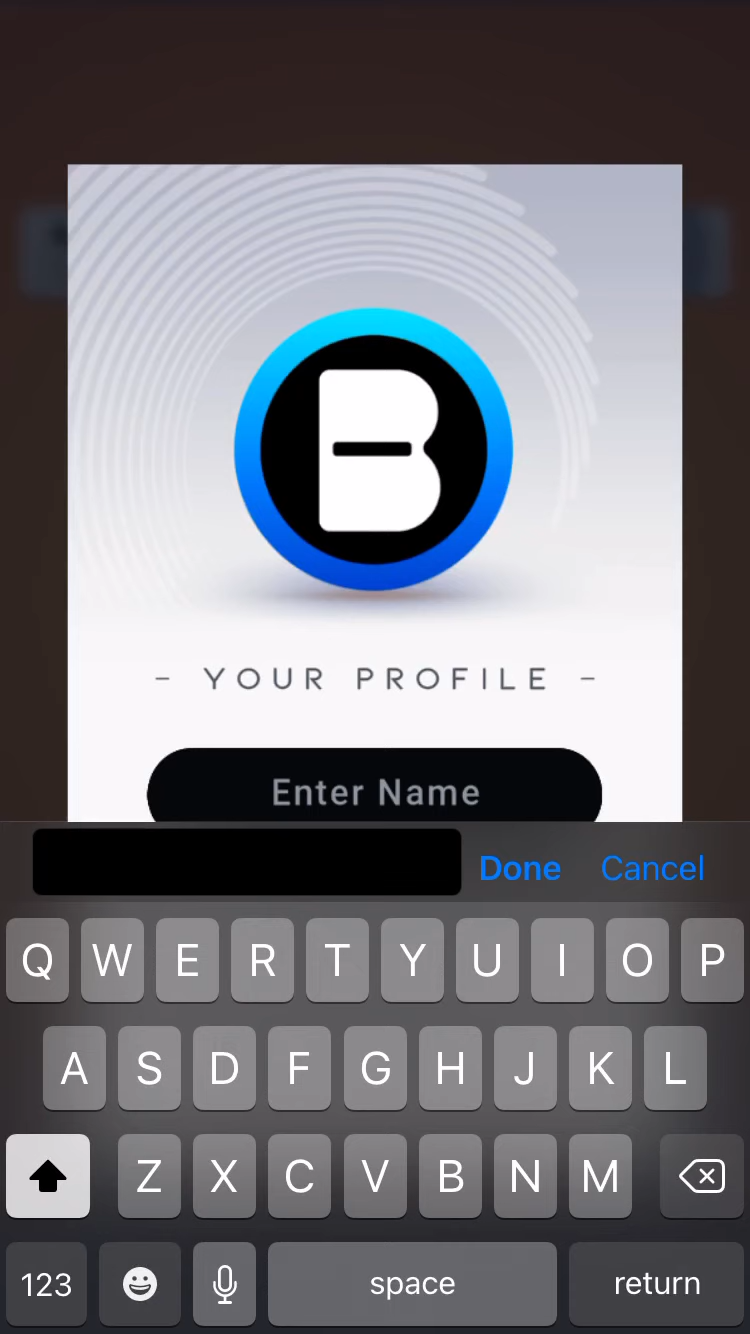 B
- YOUR PROFILE -
Enter Name
Done Cancel
Q W E R T Y U I O P
A S D F G H J K L
Z X C V B N M
123 space return